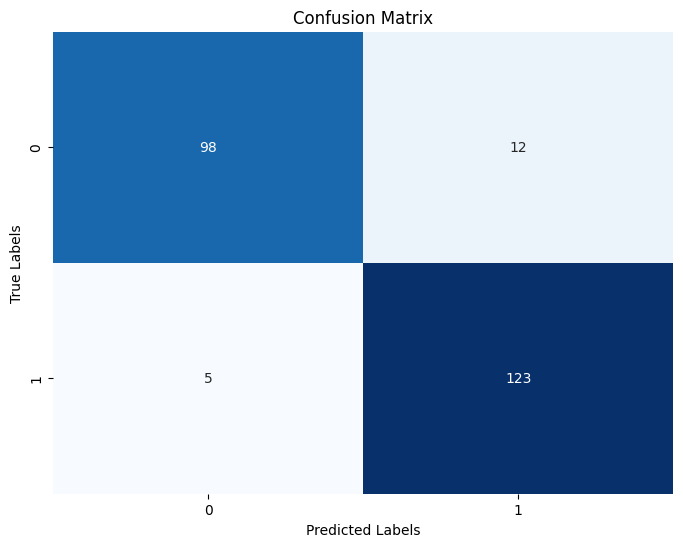 Confusion Matrix
0
98
12
True Labels
1
5
123
0
1
Predicted Labels